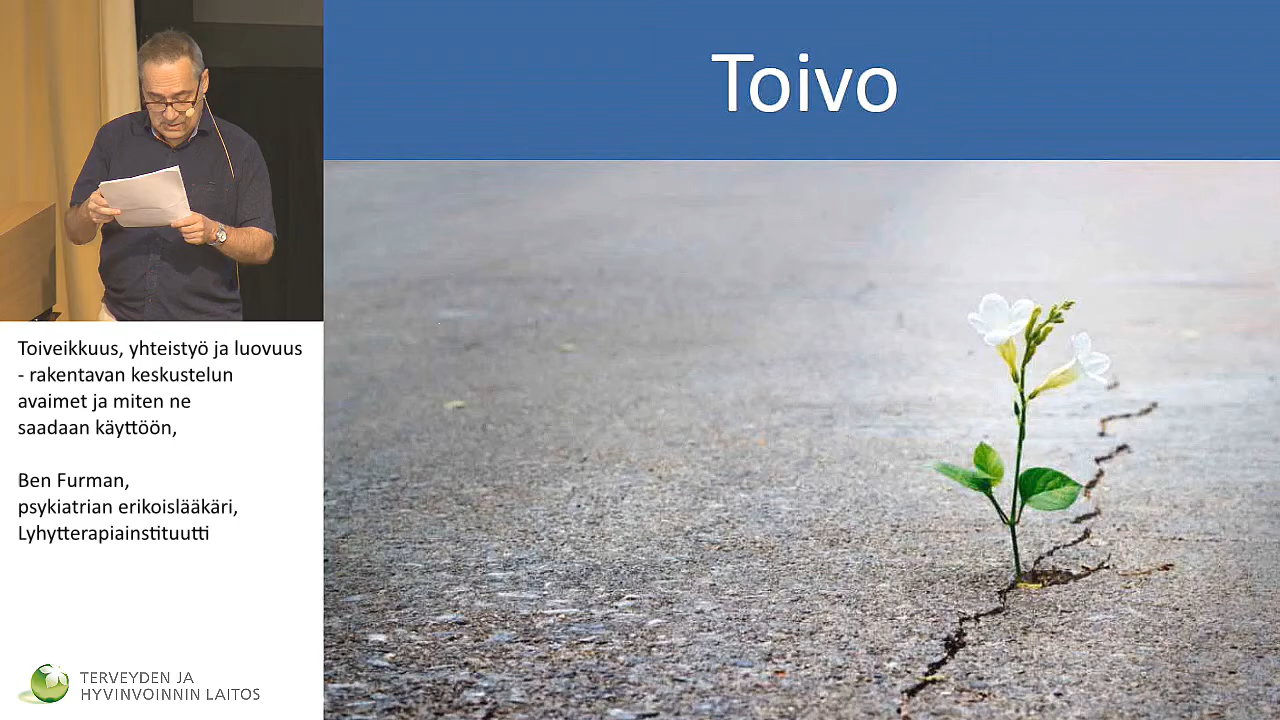 Toivo
Toiveikkuus, yhteistyö ja luovuus
- rakentavan keskustelun
avaimet ja miten ne
saadaan käyttöön,
Ben Furman,
psykiatrian erikoislääkäri,
Lyhytterapiainstituutti
TERVEYDEN JA
HYVINVOINNIN LAITOS